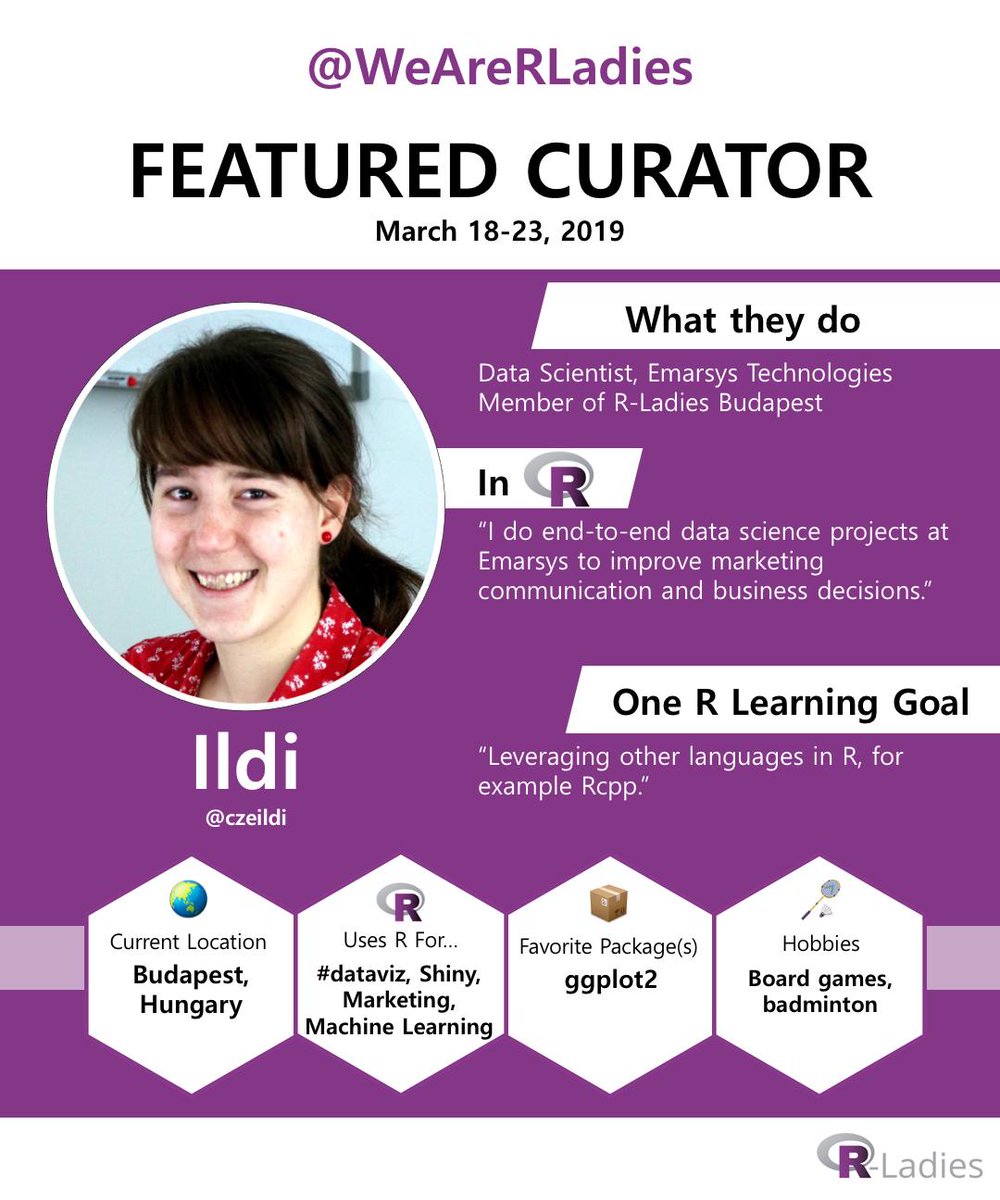 @WeAreRLadies
FEATURED CURATOR
March 18-23, 2019
What they do
Data Scientist, Emarsys Technologies
Member of R-Ladies Budapest
In R
“I do end-to-end data science projects at
Emarsys to improve marketing
communication and business decisions.”
One R Learning Goal
“Leveraging other languages in R, for
example Rcpp.”
Ildi
@czeildi
Current Location
Budapest,
Hungary
R
Uses R For...
#dataviz, Shiny,
Marketing,
Machine Learning
Favorite Package(s)
ggplot2
Hobbies
Board games,
badminton
R-Ladies